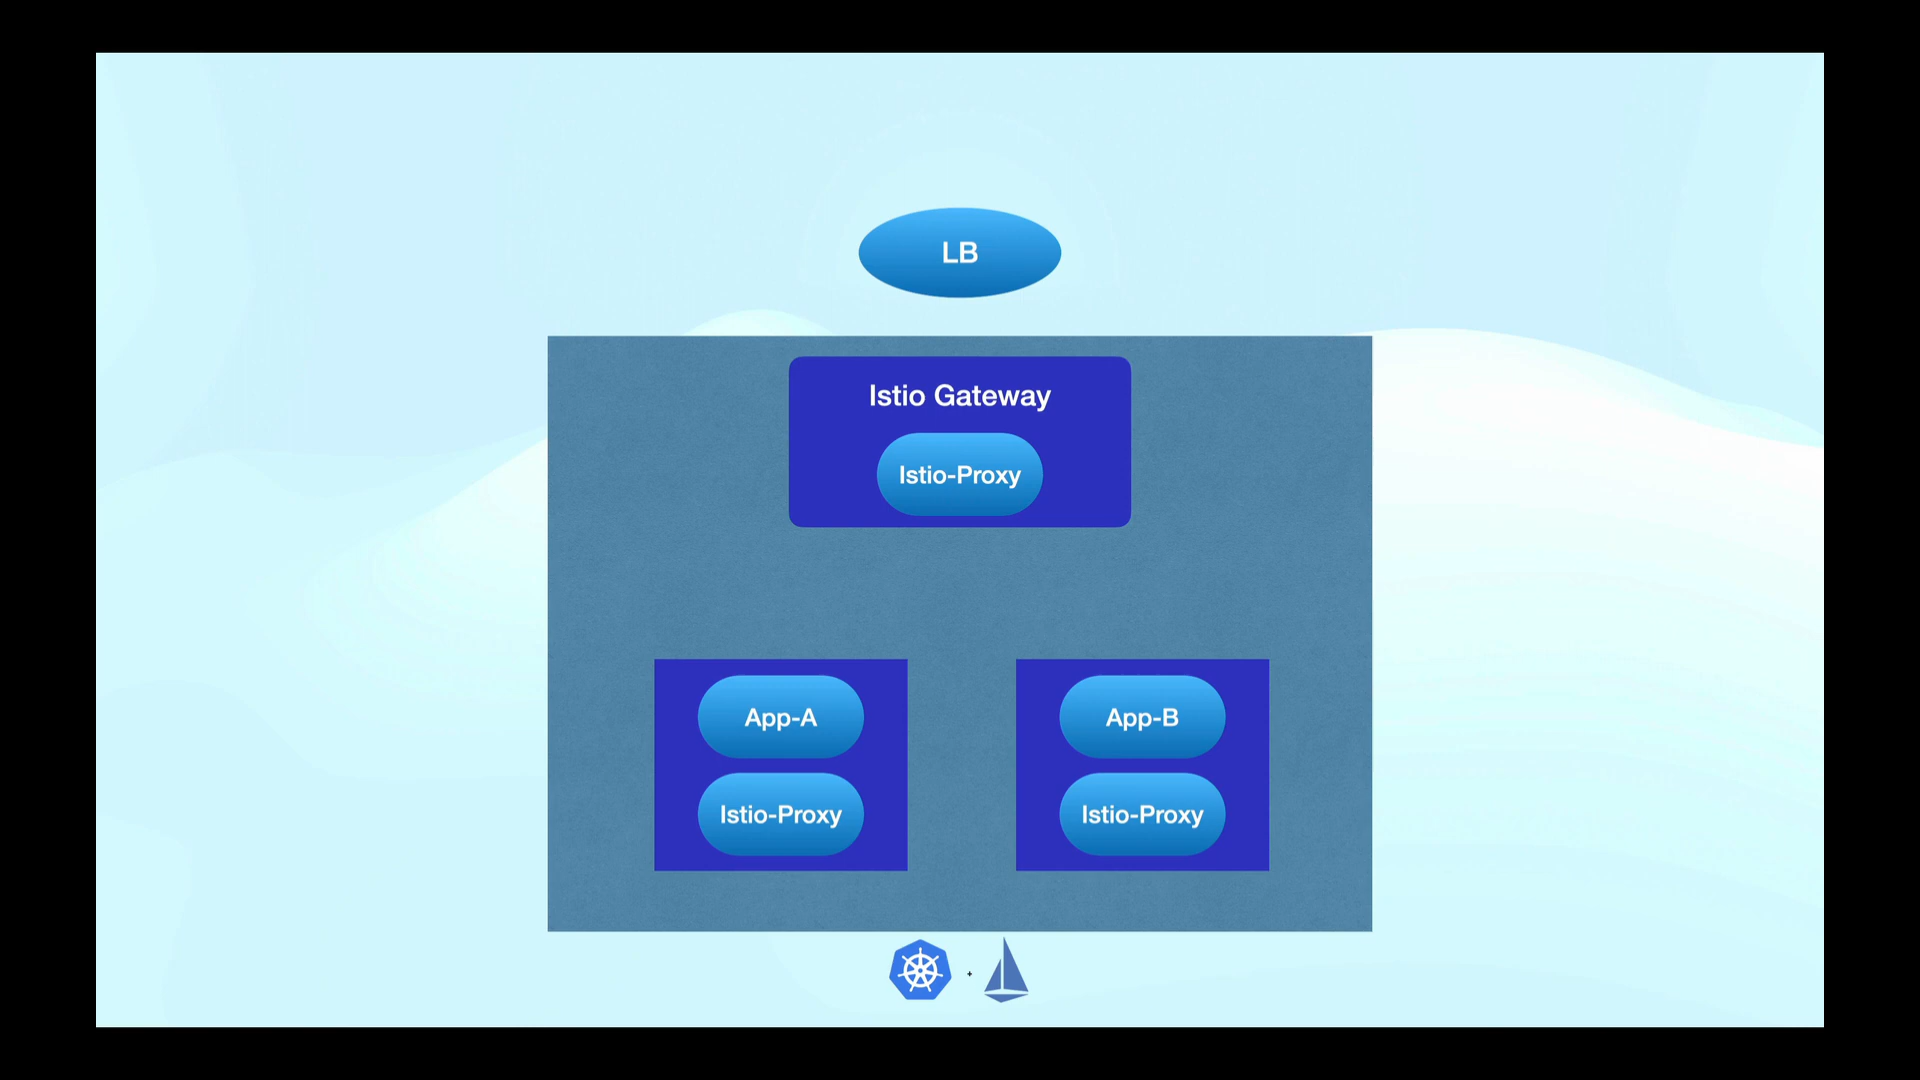 LB
Istio Gateway
Istio-Proxy
App-A
Istio-Proxy
App-B
Istio-Proxy
+